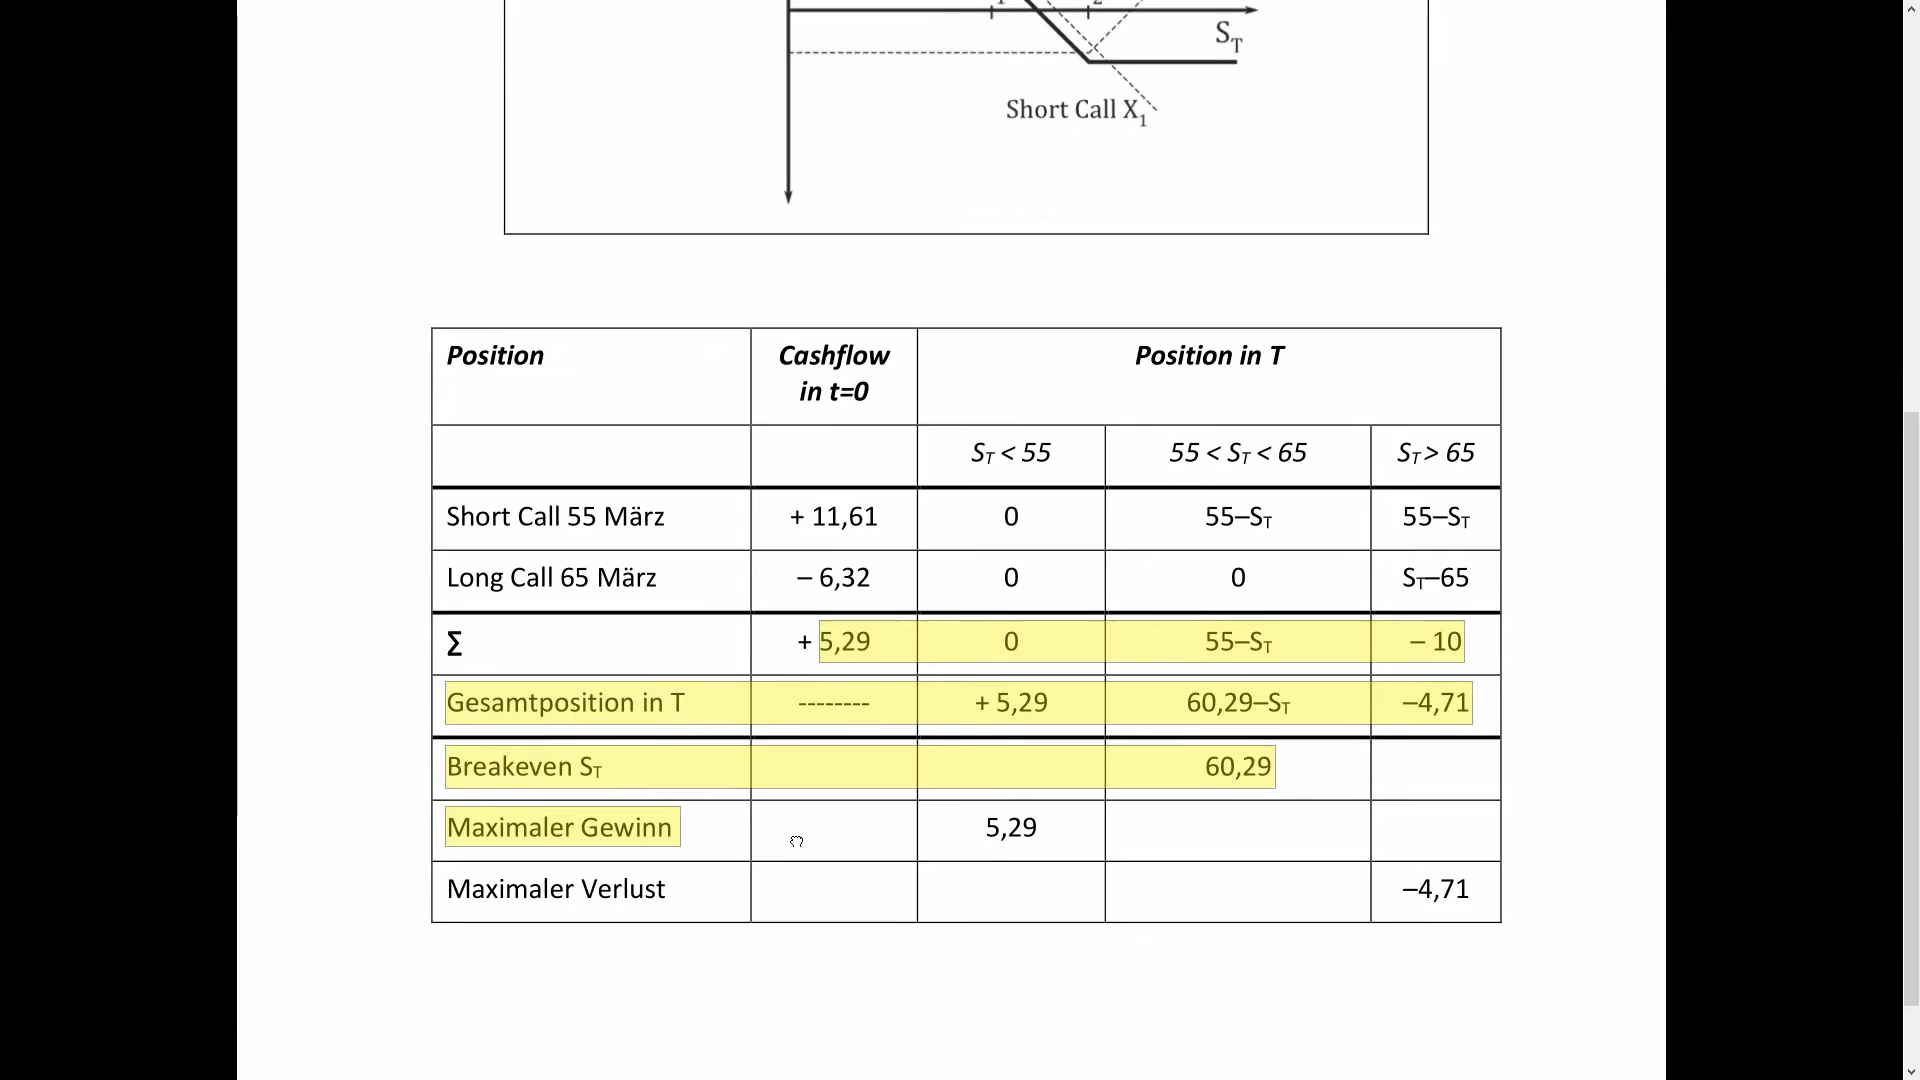 1
2
S_T
Short Call X_1
Position
Cashflow in t=0
Position in T
S_T < 55
55 < S_T < 65
S_T > 65
Short Call 55 März
+ 11,61
0
55–S_T
55–S_T
Long Call 65 März
– 6,32
0
0
S_T–65
Σ
+ 5,29
0
55–S_T
– 10
Gesamtposition in T
--------
+ 5,29
60,29–S_T
–4,71
Breakeven S_T
60,29
Maximaler Gewinn
5,29
Maximaler Verlust
–4,71